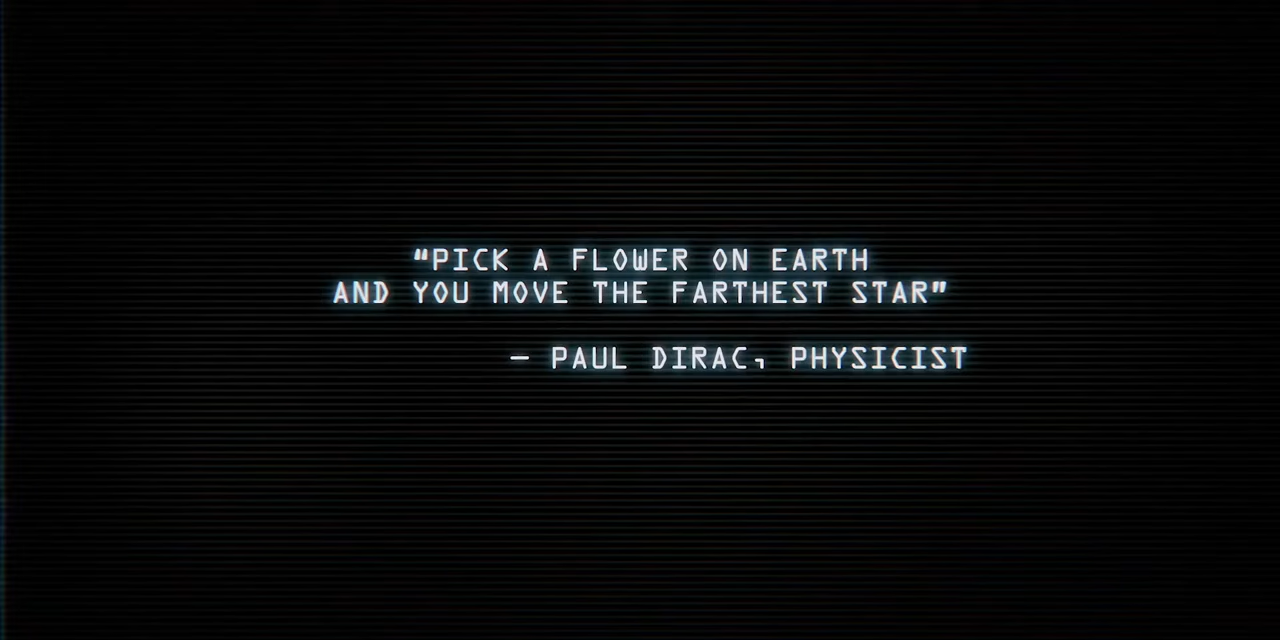 “PICK A FLOWER ON EARTH
AND YOU MOVE THE FARTHEST STAR”
— PAUL DIRAC, PHYSICIST